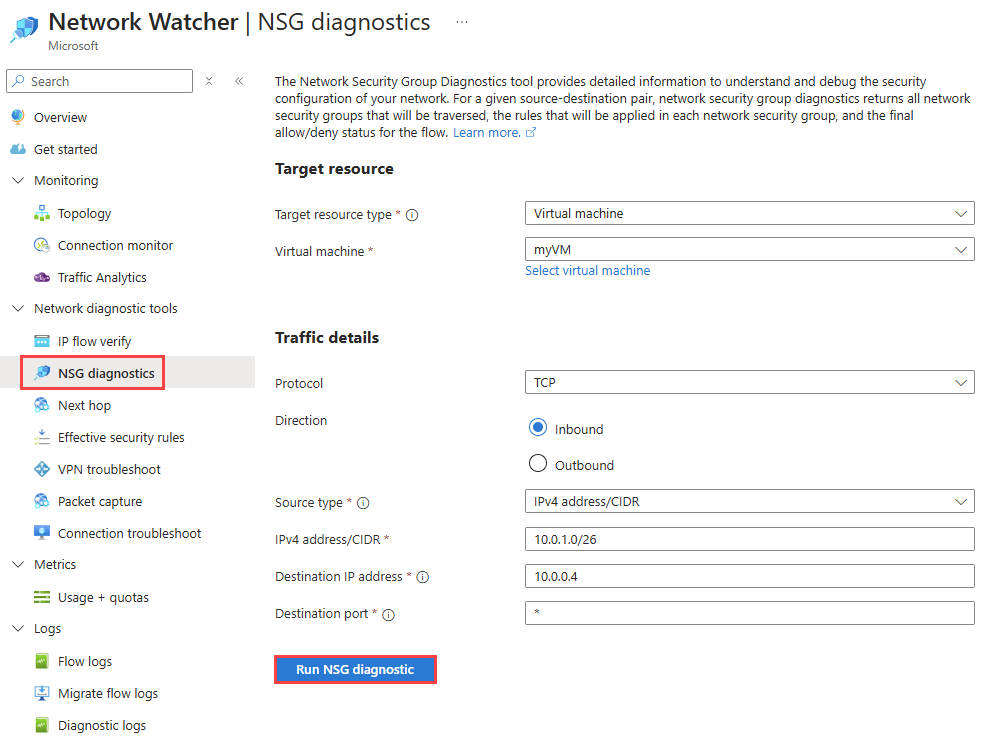 Network Watcher | NSG diagnostics ...
Microsoft
Search
Overview
Get started
Monitoring
Topology
Connection monitor
Traffic Analytics
Network diagnostic tools
IP flow verify
NSG diagnostics
Next hop
Effective security rules
VPN troubleshoot
Packet capture
Connection troubleshoot
Metrics
Usage + quotas
Logs
Flow logs
Migrate flow logs
Diagnostic logs
The Network Security Group Diagnostics tool provides detailed information to understand and debug the security
configuration of your network. For a given source-destination pair, network security group diagnostics returns all network
security groups that will be traversed, the rules that will be applied in each network security group, and the final
allow/deny status for the flow. Learn more.
Target resource
Target resource type * Virtual machine
Virtual machine * myVM
Select virtual machine
Traffic details
Protocol TCP
Direction Inbound
Outbound
Source type * IPv4 address/CIDR
IPv4 address/CIDR * 10.0.1.0/26
Destination IP address * 10.0.0.4
Destination port * *
Run NSG diagnostic